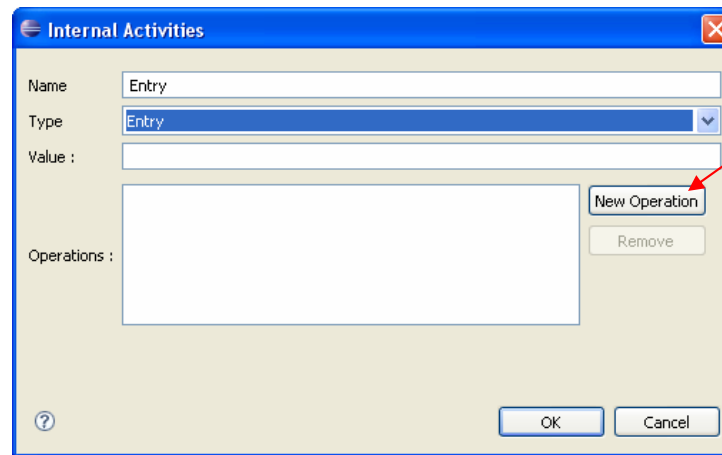 Internal Activities
Name Entry
Type Entry
Value :
New Operation
Remove
Operations :
OK Cancel